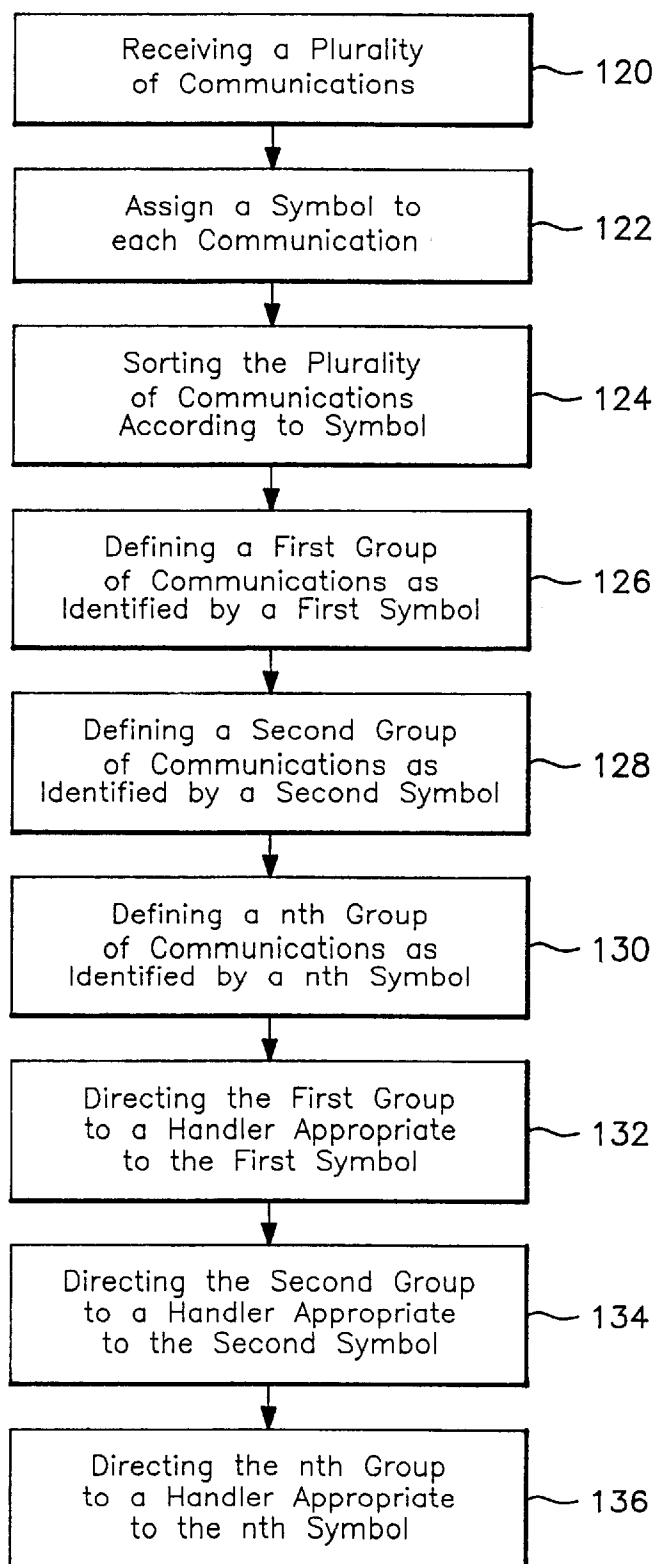 Receiving a Plurality
of Communications
120
Assign a Symbol to
each Communication
122
Sorting the Plurality
of Communications
According to Symbol
124
Defining a First Group
of Communications as
Identified by a First Symbol
126
Defining a Second Group
of Communications as
Identified by a Second Symbol
128
Defining a nth Group
of Communications as
Identified by a nth Symbol
130
Directing the First Group
to a Handler Appropriate
to the First Symbol
132
Directing the Second Group
to a Handler Appropriate
to the Second Symbol
134
Directing the nth Group
to a Handler Appropriate
to the nth Symbol
136